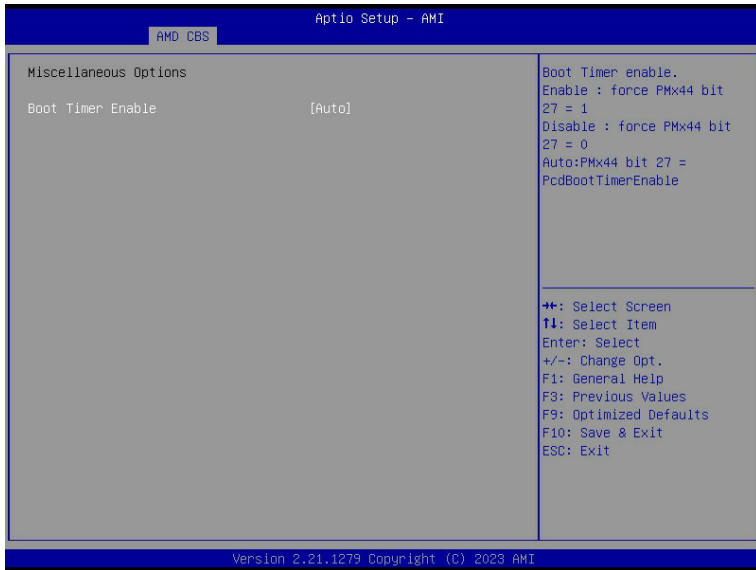 Aptio Setup – AMI
AMD CBS
Miscellaneous Options
Boot Timer Enable [Auto]
Boot Timer enable.
Enable : force PMx44 bit
27 = 1
Disable : force PMx44 bit
27 = 0
Auto:PMx44 bit 27 =
PcdBootTimerEnable
→←: Select Screen
↑↓: Select Item
Enter: Select
+/-: Change Opt.
F1: General Help
F3: Previous Values
F9: Optimized Defaults
F10: Save & Exit
ESC: Exit
Version 2.21.1279 Copyright (C) 2023 AMI